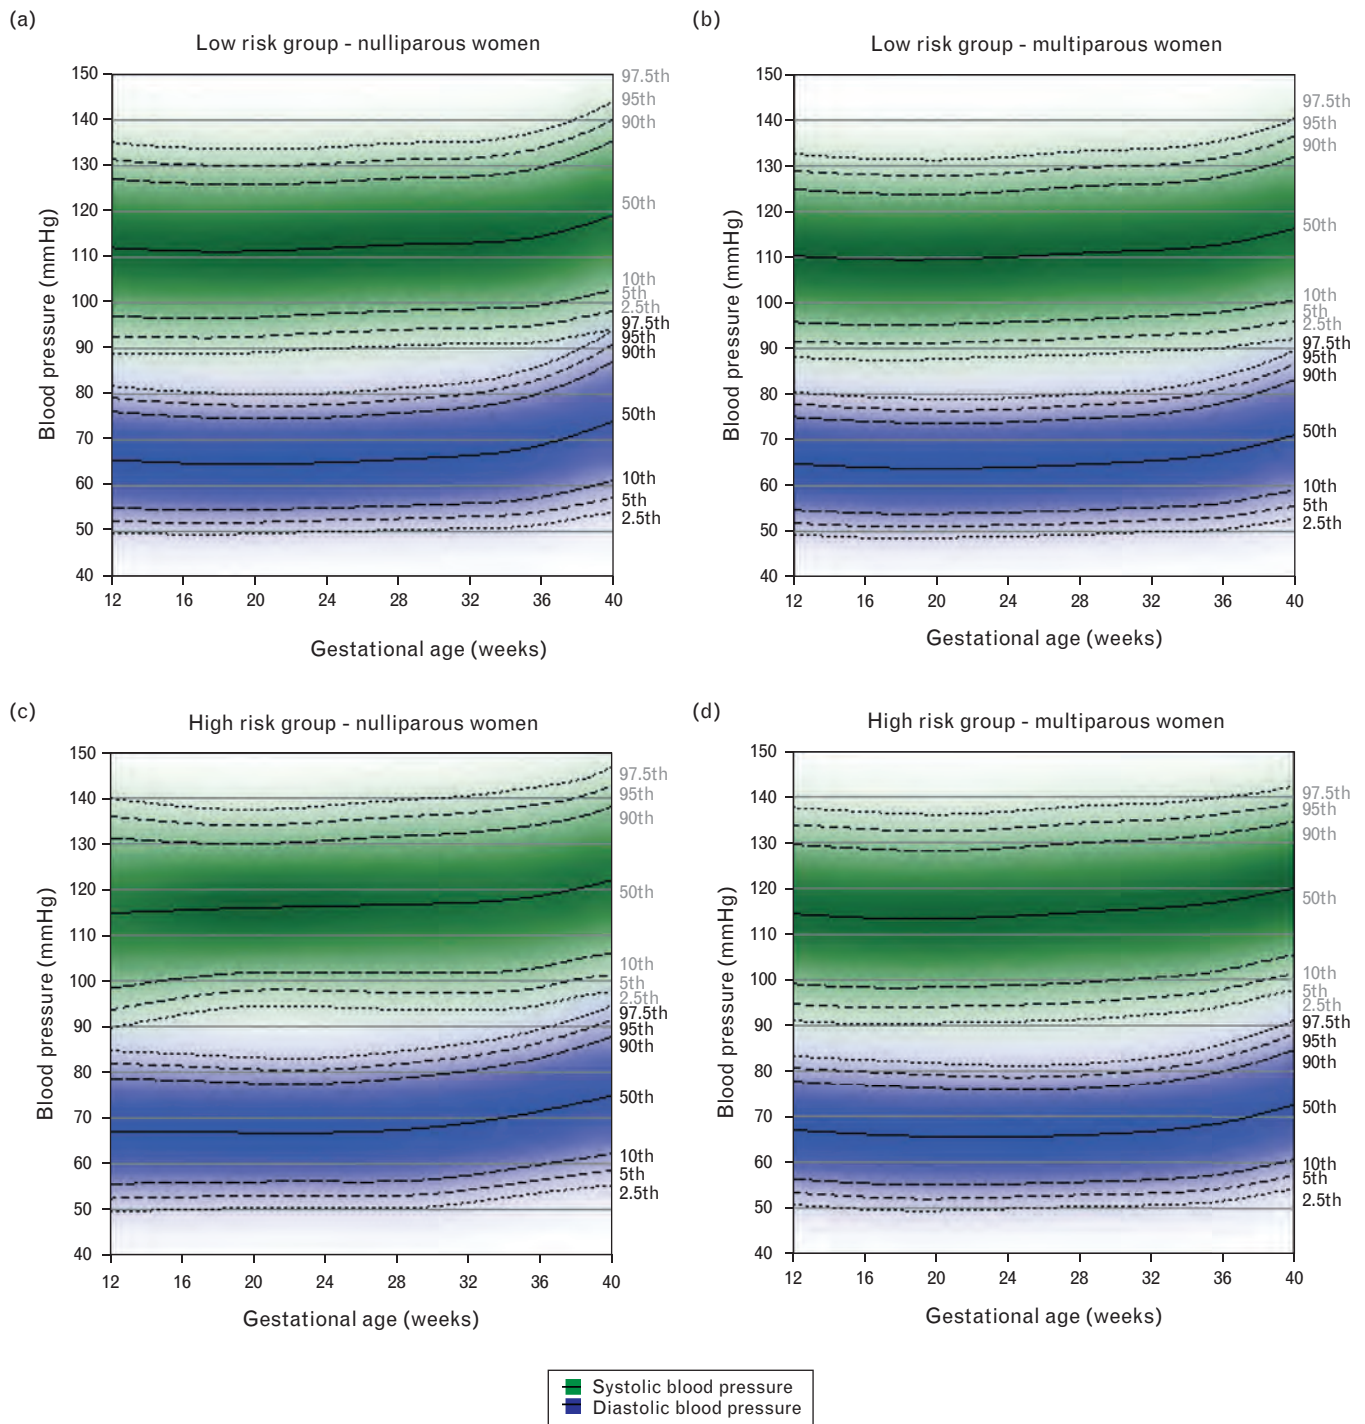 (a)
Low risk group - nulliparous women
150
140
130
120
110
100
90
80
70
60
50
40
Blood pressure (mmHg)
97.5th
95th
90th
50th
10th
5th
2.5th
97.5th
95th
90th
50th
10th
5th
2.5th
12 16 20 24 28 32 36 40
Gestational age (weeks)
(b)
Low risk group - multiparous women
150
140
130
120
110
100
90
80
70
60
50
40
Blood pressure (mmHg)
97.5th
95th
90th
50th
10th
5th
2.5th
97.5th
95th
90th
50th
10th
5th
2.5th
12 16 20 24 28 32 36 40
Gestational age (weeks)
(c)
High risk group - nulliparous women
150
140
130
120
110
100
90
80
70
60
50
40
Blood pressure (mmHg)
97.5th
95th
90th
50th
10th
5th
2.5th
97.5th
95th
90th
50th
10th
5th
2.5th
12 16 20 24 28 32 36 40
Gestational age (weeks)
(d)
High risk group - multiparous women
150
140
130
120
110
100
90
80
70
60
50
40
Blood pressure (mmHg)
97.5th
95th
90th
50th
10th
5th
2.5th
97.5th
95th
90th
50th
10th
5th
2.5th
12 16 20 24 28 32 36 40
Gestational age (weeks)
Systolic blood pressure
Diastolic blood pressure